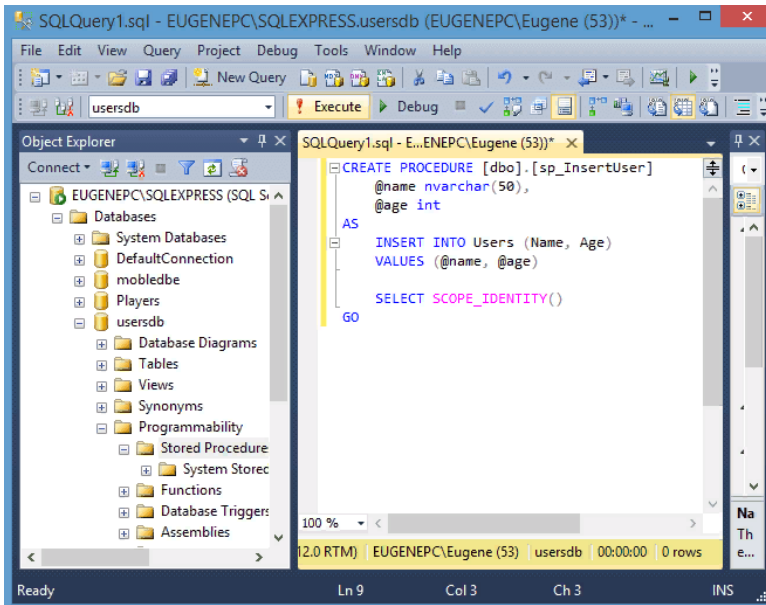 SQLQuery1.sql - EUGENEPC\SQLEXPRESS.usersdb (EUGENEPC\Eugene (53))* - ...
File Edit View Query Project Debug Tools Window Help
New Query
usersdb Execute Debug
Object Explorer
Connect
EUGENEPC\SQLEXPRESS (SQL Se
Databases
System Databases
DefaultConnection
mobledbe
Players
usersdb
Database Diagrams
Tables
Views
Synonyms
Programmability
Stored Procedure
System Stored
Functions
Database Triggers
Assemblies
SQLQuery1.sql - E...ENEPC\Eugene (53))*
CREATE PROCEDURE [dbo].[sp_InsertUser]
@name nvarchar(50),
@age int
AS
INSERT INTO Users (Name, Age)
VALUES (@name, @age)
SELECT SCOPE_IDENTITY()
GO
100 %
12.0 RTM) EUGENEPC\Eugene (53) usersdb 00:00:00 0 rows
Na
Th
e...
Ready Ln 9 Col 3 Ch 3 INS